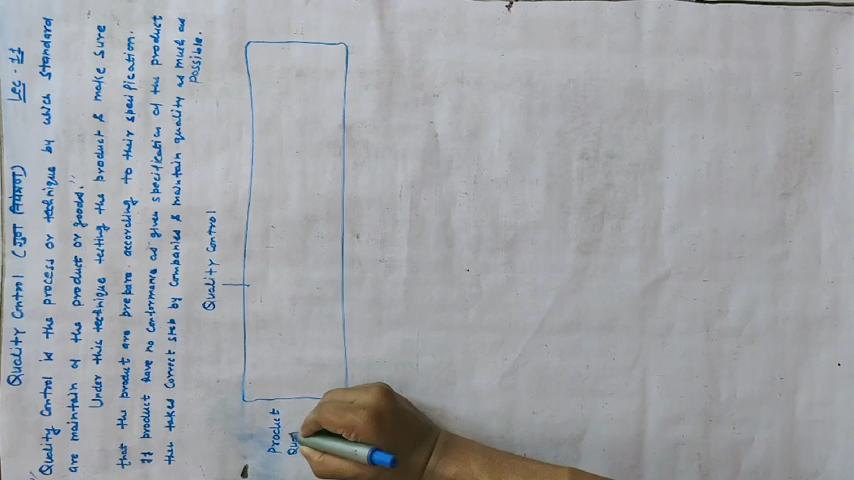 Quality Control (गुण नियंत्रण) Lec - 11
Quality Control is the process or technique by which standard
are maintain of the product or goods."
Under this technique testing the product & make sure
that the product are prepare according to their specification.
If product have no conformance as given specification of the product
then taked Correct step by Companies & maintain quality as much as
possible.
Quality Control
Product